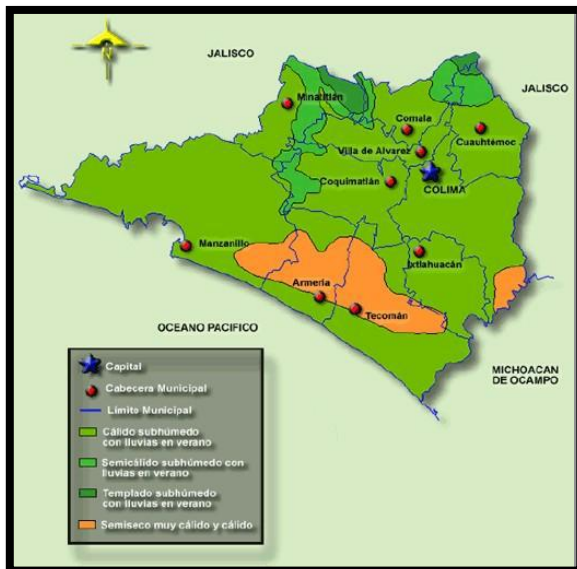 N
JALISCO
JALISCO
Minatitlán
Comala
Cuauhtémoc
Villa de Alvarez
Coquimatlán
COLIMA
Manzanillo
Ixtlahuacán
Armería
Tecomán
OCEANO PACIFICO
MICHOACAN
DE OCAMPO
Capital
Cabecera Municipal
Límite Municipal
Cálido subhúmedo
con lluvias en verano
Semicálido subhúmedo con
lluvias en verano
Templado subhúmedo
con lluvias en verano
Semiseco muy cálido y cálido